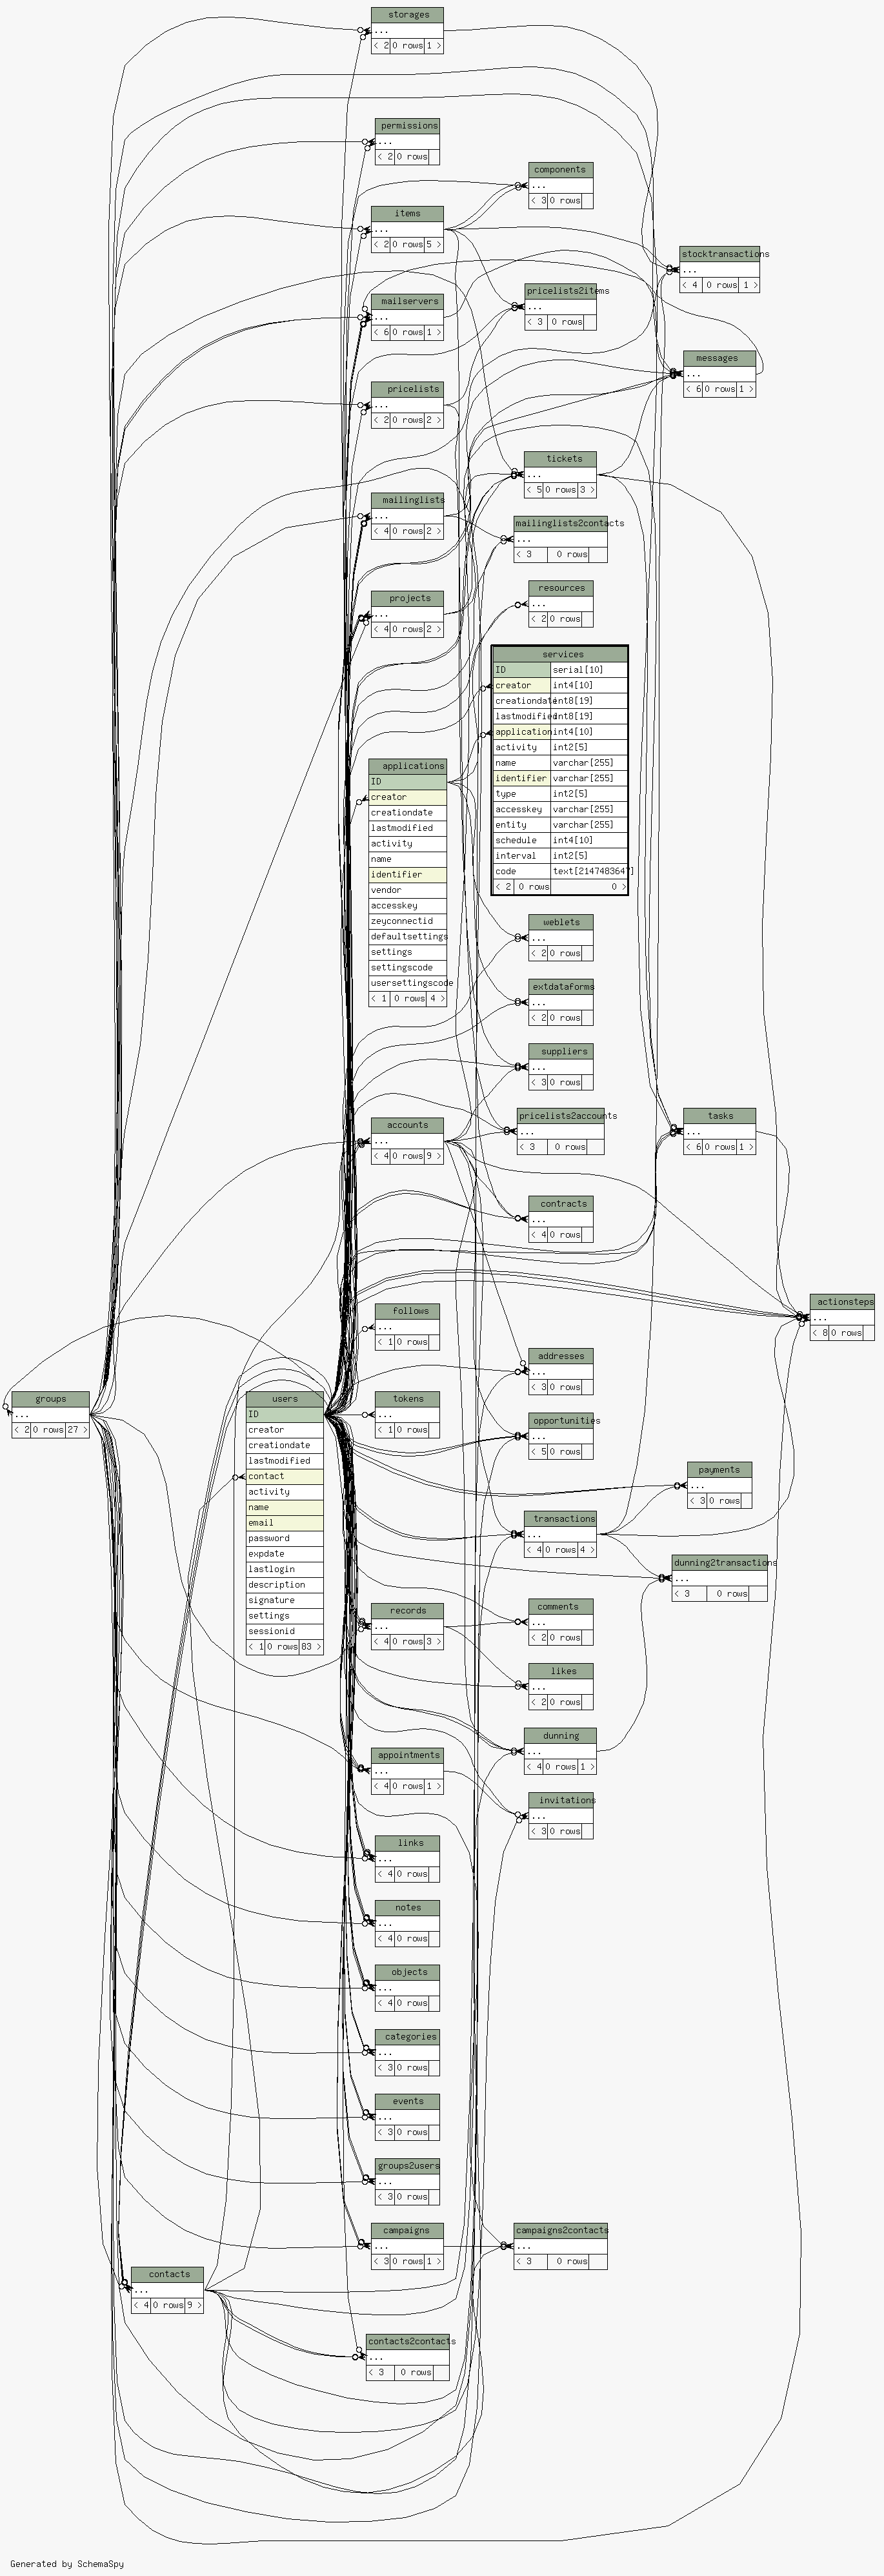 storages
...
< 2 0 rows 1 >
permissions
...
< 2 0 rows
components
...
< 3 0 rows
items
...
< 2 0 rows 5 >
stocktransactions
...
< 4 0 rows 1 >
pricelists2items
...
< 3 0 rows
mailservers
...
< 6 0 rows 1 >
messages
...
< 6 0 rows 1 >
pricelists
...
< 2 0 rows 2 >
tickets
...
< 5 0 rows 3 >
mailinglists
...
< 4 0 rows 2 >
mailinglists2contacts
...
< 3 0 rows
resources
...
< 2 0 rows
projects
...
< 4 0 rows 2 >
services
ID serial[10]
creator int4[10]
creationdate int8[19]
lastmodified int8[19]
application int4[10]
activity int2[5]
name varchar[255]
identifier varchar[255]
type int2[5]
accesskey varchar[255]
entity varchar[255]
schedule int4[10]
interval int2[5]
code text[2147483647]
< 2 0 rows 0 >
applications
ID
creator
creationdate
lastmodified
activity
name
identifier
vendor
accesskey
zeyconnectid
defaultsettings
settings
settingscode
usersettingscode
< 1 0 rows 4 >
weblets
...
< 2 0 rows
extdataforms
...
< 2 0 rows
suppliers
...
< 3 0 rows
pricelists2accounts
...
< 3 0 rows
tasks
...
< 6 0 rows 1 >
accounts
...
< 4 0 rows 9 >
contracts
...
< 4 0 rows
actionsteps
...
< 8 0 rows
follows
...
< 1 0 rows
addresses
...
< 3 0 rows
groups
...
< 2 0 rows 27 >
users
ID
creator
creationdate
lastmodified
contact
activity
name
email
password
expdate
lastlogin
description
signature
settings
sessionid
< 1 0 rows 83 >
tokens
...
< 1 0 rows
opportunities
...
< 5 0 rows
payments
...
< 3 0 rows
transactions
...
< 4 0 rows 4 >
dunning2transactions
...
< 3 0 rows
records
...
< 4 0 rows 3 >
comments
...
< 2 0 rows
likes
...
< 2 0 rows
dunning
...
< 4 0 rows 1 >
appointments
...
< 4 0 rows 1 >
invitations
...
< 3 0 rows
links
...
< 4 0 rows
notes
...
< 4 0 rows
objects
...
< 4 0 rows
categories
...
< 3 0 rows
events
...
< 3 0 rows
groups2users
...
< 3 0 rows
campaigns
...
< 3 0 rows 1 >
campaigns2contacts
...
< 3 0 rows
contacts
...
< 4 0 rows 9 >
contacts2contacts
...
< 3 0 rows
Generated by SchemaSpy